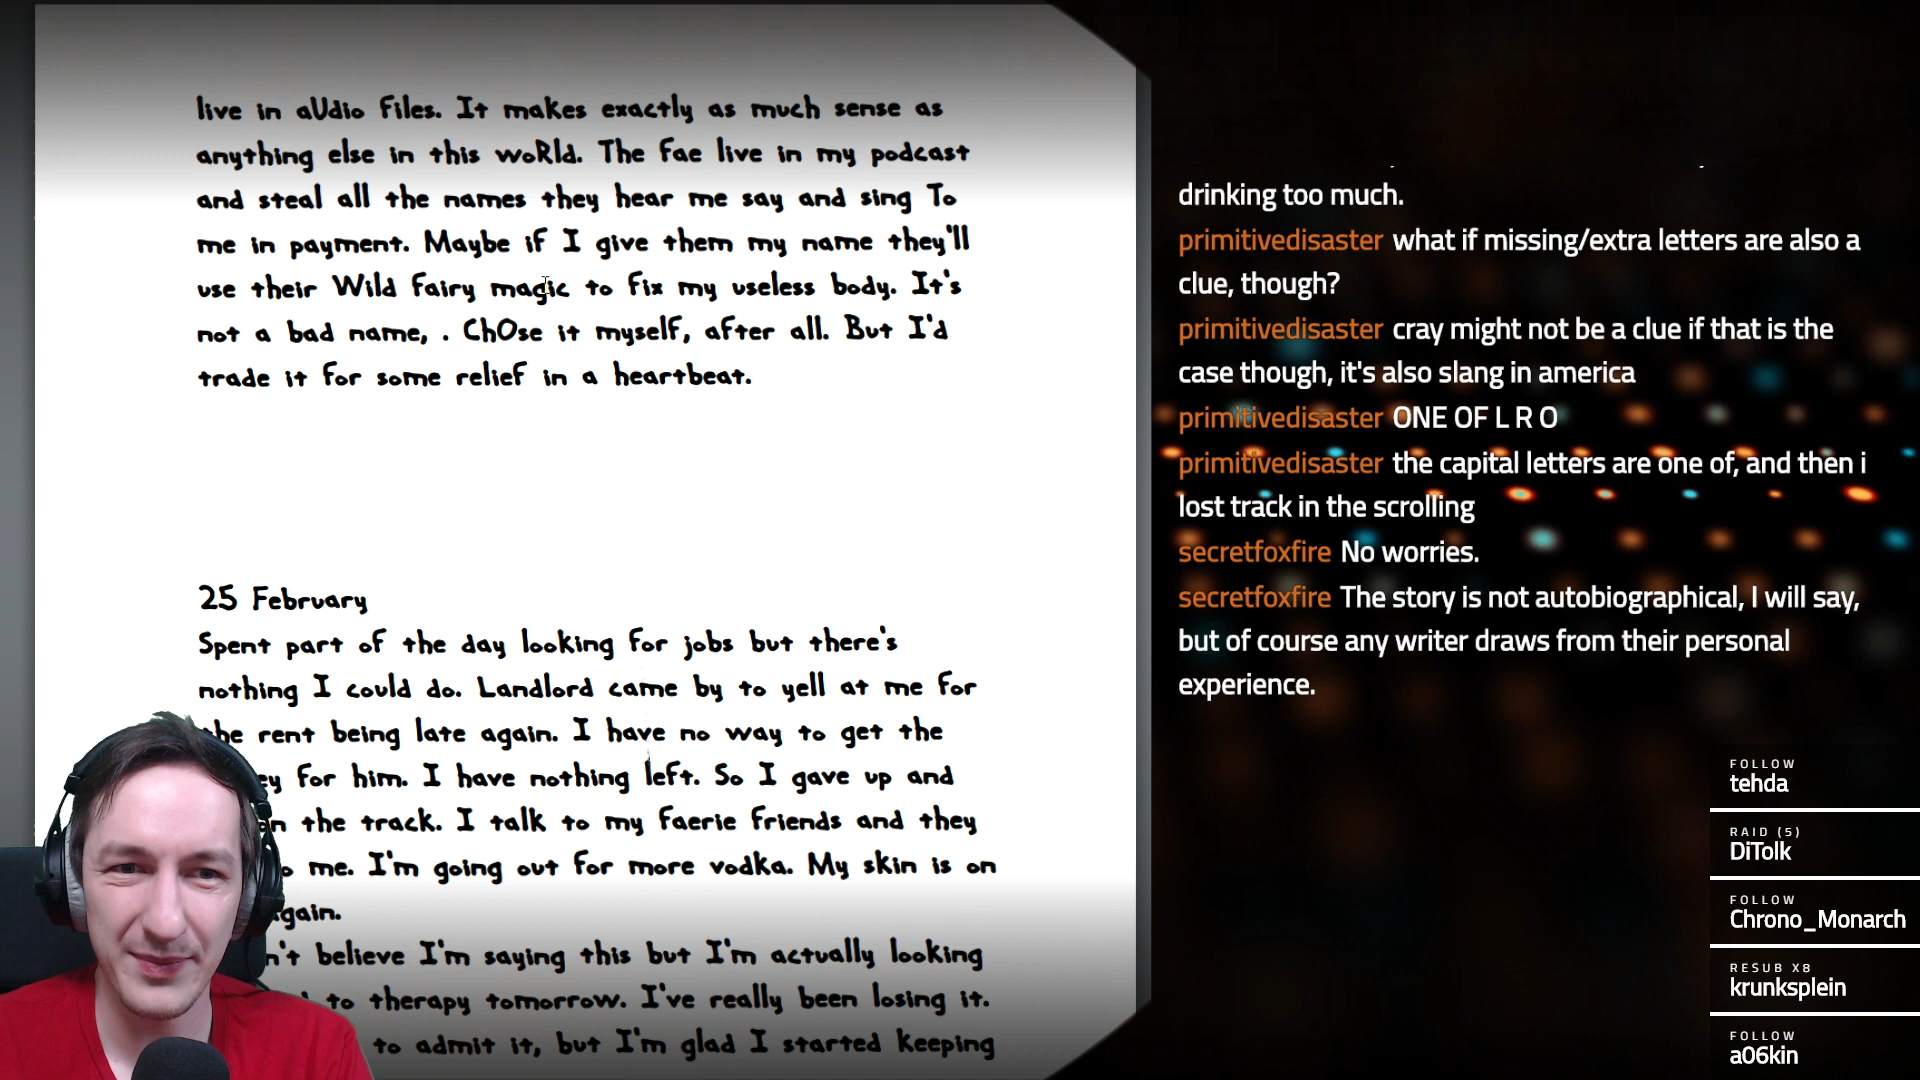 live in aUdio files. It makes exactly as much sense as
anything else in this woRld. The fae live in my podcast
and steal all the names they hear me say and sing To
me in payment. Maybe if I give them my name they'll
use their Wild fairy magic to fix my useless body. It's
not a bad name, . ChOse it myself, after all. But I'd
trade it for some relief in a heartbeat.
25 February
Spent part of the day looking for jobs but there's
nothing I could do. Landlord came by to yell at me for
the rent being late again. I have no way to get the
ey for him. I have nothing left. So I gave up and
n the track. I talk to my faerie friends and they
o me. I'm going out for more vodka. My skin is on
gain.
n't believe I'm saying this but I'm actually looking
to therapy tomorrow. I've really been losing it.
to admit it, but I'm glad I started keeping
drinking too much.
primitivedisaster what if missing/extra letters are also a
clue, though?
primitivedisaster cray might not be a clue if that is the
case though, it's also slang in america
primitivedisaster ONE OF L R O
primitivedisaster the capital letters are one of, and then i
lost track in the scrolling
secretfoxfire No worries.
secretfoxfire The story is not autobiographical, I will say,
but of course any writer draws from their personal
experience.
FOLLOW
tehda
RAID (5)
DiTolk
FOLLOW
Chrono_Monarch
RESUB X8
krunksplein
FOLLOW
a06kin